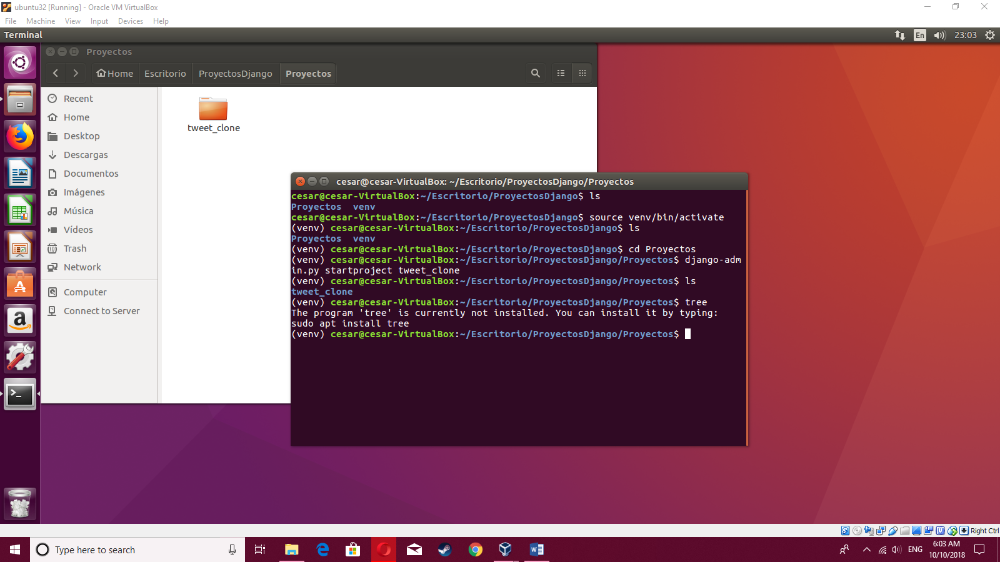 ubuntu32 [Running] - Oracle VM VirtualBox
File Machine View Input Devices Help
Terminal
En 23:03
Proyectos
Home Escritorio ProyectosDjango Proyectos
Recent
Home
Desktop
Descargas
Documentos
Imágenes
Música
Vídeos
Trash
Network
Computer
Connect to Server
tweet_clone
cesar@cesar-VirtualBox: ~/Escritorio/ProyectosDjango/Proyectos
cesar@cesar-VirtualBox:~/Escritorio/ProyectosDjango$ ls
Proyectos venv
cesar@cesar-VirtualBox:~/Escritorio/ProyectosDjango$ source venv/bin/activate
(venv) cesar@cesar-VirtualBox:~/Escritorio/ProyectosDjango$ ls
Proyectos venv
(venv) cesar@cesar-VirtualBox:~/Escritorio/ProyectosDjango$ cd Proyectos
(venv) cesar@cesar-VirtualBox:~/Escritorio/ProyectosDjango/Proyectos$ django-adm
in.py startproject tweet_clone
(venv) cesar@cesar-VirtualBox:~/Escritorio/ProyectosDjango/Proyectos$ ls
tweet_clone
(venv) cesar@cesar-VirtualBox:~/Escritorio/ProyectosDjango/Proyectos$ tree
The program 'tree' is currently not installed. You can install it by typing:
sudo apt install tree
(venv) cesar@cesar-VirtualBox:~/Escritorio/ProyectosDjango/Proyectos$
Right Ctrl
Type here to search
ENG
6:03 AM
10/10/2018